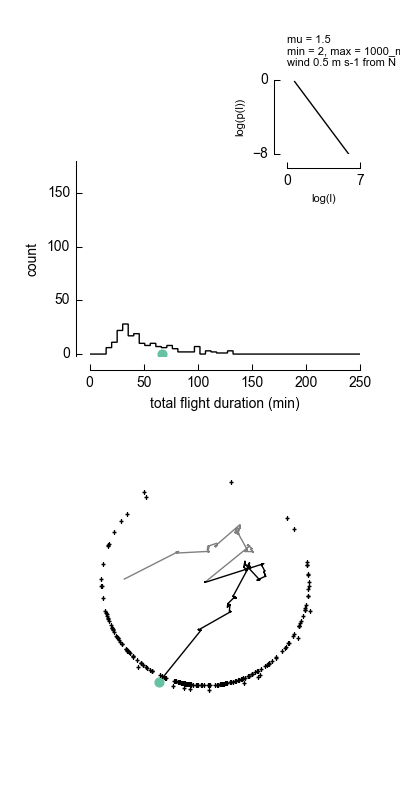 mu = 1.5
min = 2, max = 1000_m
wind 0.5 m s-1 from N
0
log(p(l))
−8
0
7
log(l)
150
100
50
0
count
0
50
100
150
200
250
total flight duration (min)